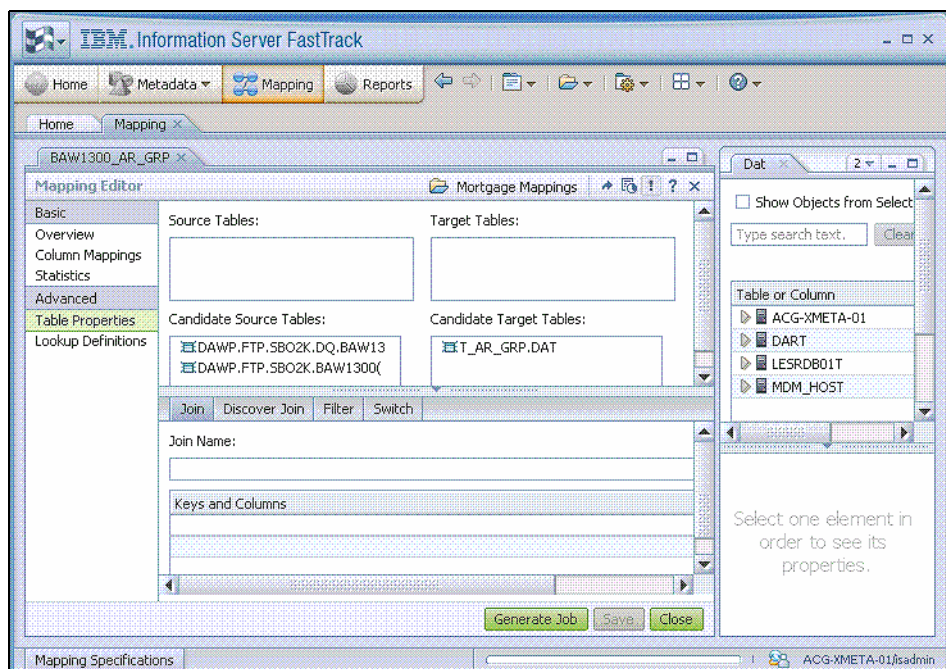 IBM. Information Server FastTrack
Home Metadata Mapping Reports
Home Mapping
BAW1300_AR_GRP
Mapping Editor
Mortgage Mappings
Basic
Overview
Column Mappings
Statistics
Advanced
Table Properties
Lookup Definitions
Source Tables:
Target Tables:
Candidate Source Tables:
DAWP.FTP.SBO2K.DQ.BAW13
DAWP.FTP.SBO2K.BAW1300(
Candidate Target Tables:
T_AR_GRP.DAT
Join Discover Join Filter Switch
Join Name:
Keys and Columns
Generate Job Save Close
Dat 2
Show Objects from Select
Type search text. Clear
Table or Column
ACG-XMETA-01
DART
LESRDB01T
MDM_HOST
Select one element in
order to see its
properties.
Mapping Specifications
ACG-XMETA-01/isadmin